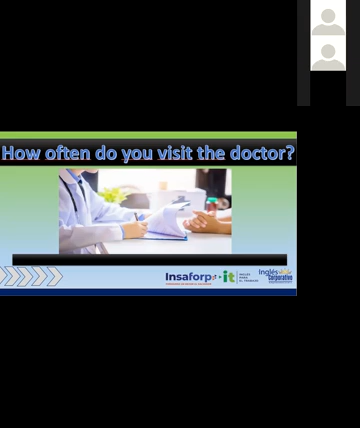 How often do you visit the doctor?
Insaforp
it
Inglés
corporativo